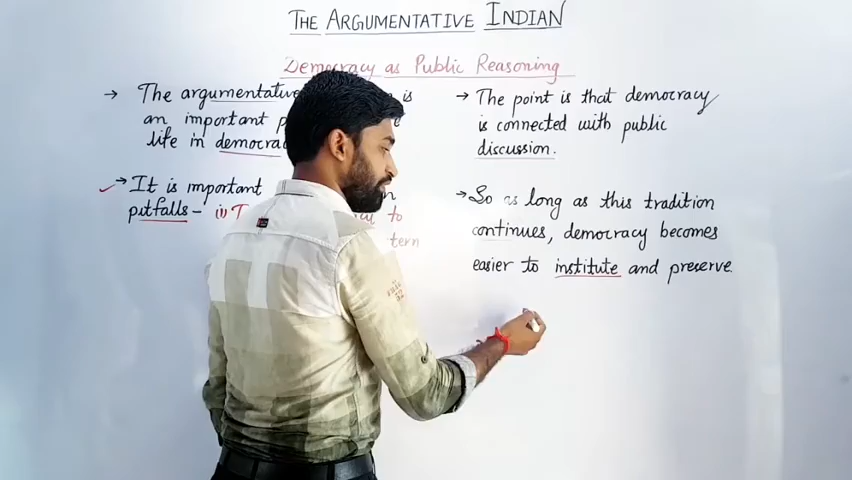 THE ARGUMENTATIVE INDIAN
Democracy as Public Reasoning
→ The argumentative is
an important
life in democra
→ It is important
pitfalls - (i) T to
tern
→ The point is that democracy
is connected with public
discussion.
→ So as long as this tradition
continues, democracy becomes
easier to institute and preserve.